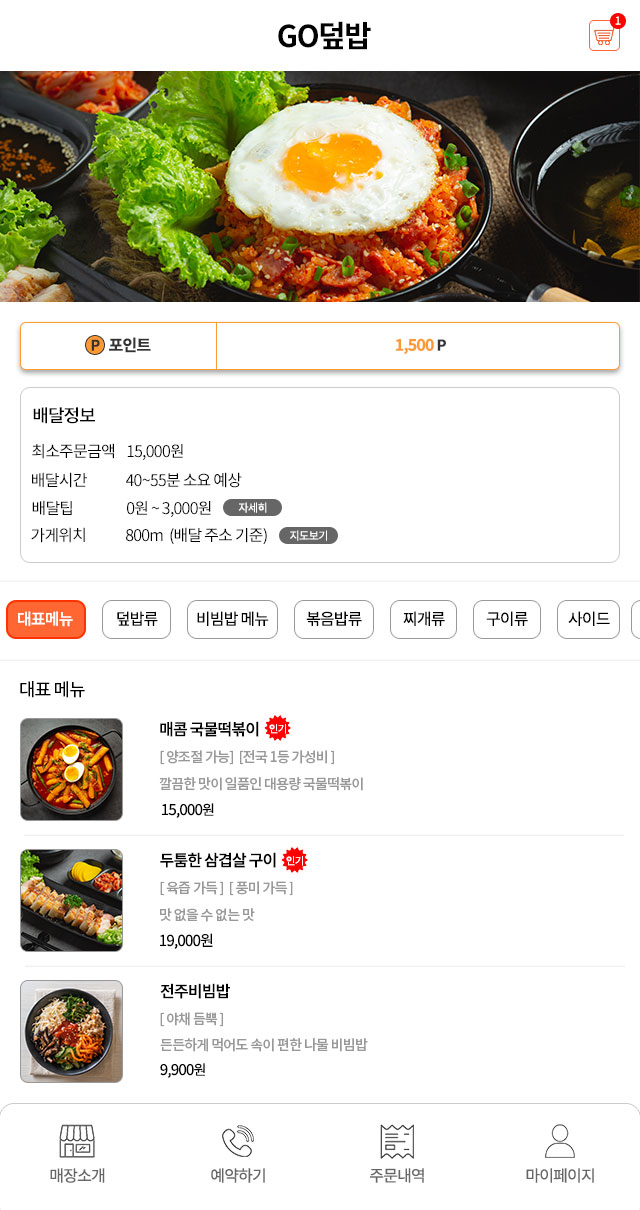 GO덮밥
1
P 포인트
1,500 P
배달정보
최소주문금액 15,000원
배달시간 40~55분 소요 예상
배달팁 0원 ~ 3,000원 자세히
가게위치 800m (배달 주소 기준) 지도보기
대표메뉴 덮밥류 비빔밥 메뉴 볶음밥류 찌개류 구이류 사이드
대표 메뉴
매콤 국물떡볶이 인기
[ 양조절 가능] [전국 1등 가성비 ]
깔끔한 맛이 일품인 대용량 국물떡볶이
15,000원
두툼한 삼겹살 구이 인기
[ 육즙 가득 ] [ 풍미 가득 ]
맛 없을 수 없는 맛
19,000원
전주비빔밥
[ 야채 듬뿍 ]
든든하게 먹어도 속이 편한 나물 비빔밥
9,900원
매장소개 예약하기 주문내역 마이페이지